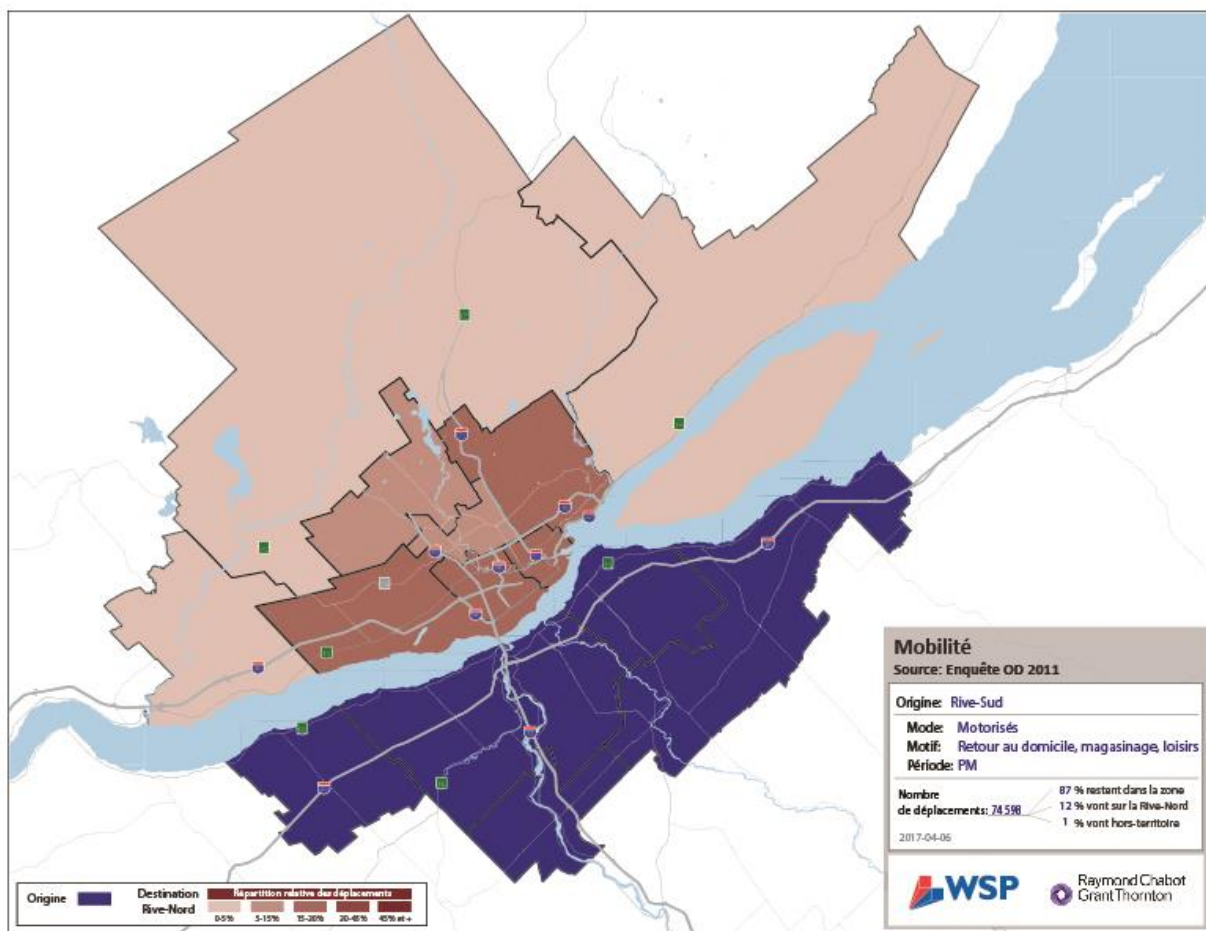 Mobilité
Source: Enquête OD 2011
Origine: Rive-Sud
Mode: Motorisés
Motif: Retour au domicile, magasinage, loisirs
Période: PM
Nombre
de déplacements: 74 598
87 % restent dans la zone
12 % vont sur la Rive-Nord
1 % vont hors-territoire
2017-04-06
WSP
Raymond Chabot
Grant Thornton
Origine
Destination
Rive-Nord
Répartition relative des déplacements
0-5%
5-15%
15-20%
20-45%
45% et +